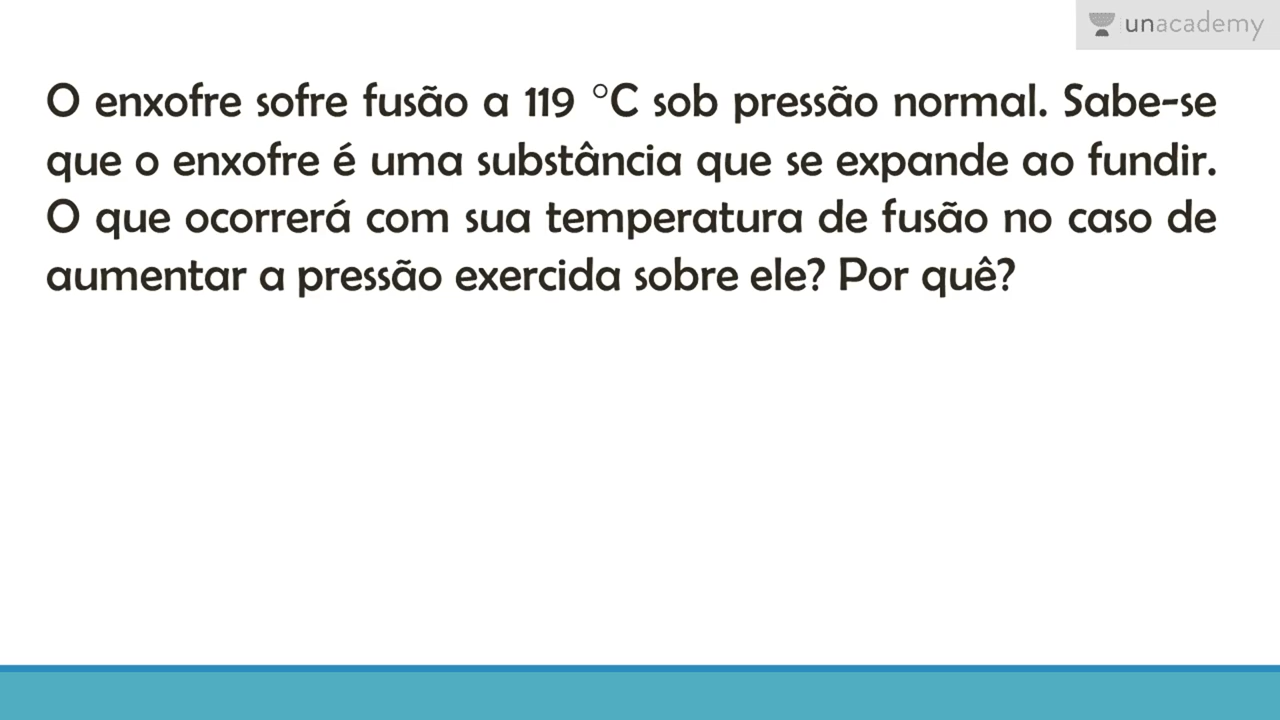 unacademy
O enxofre sofre fusão a 119 °C sob pressão normal. Sabe-se
que o enxofre é uma substância que se expande ao fundir.
O que ocorrerá com sua temperatura de fusão no caso de
aumentar a pressão exercida sobre ele? Por quê?